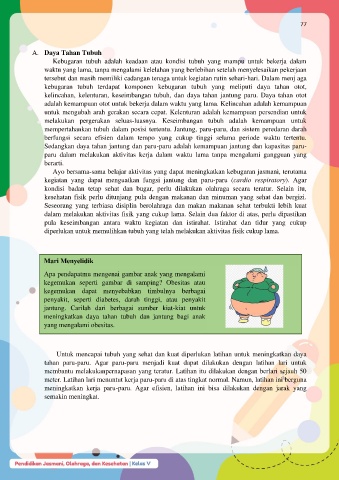 77
A. Daya Tahan Tubuh
Kebugaran tubuh adalah keadaan atau kondisi tubuh yang mampu untuk bekerja dalam
waktu yang lama, tanpa mengalami kelelahan yang berlebihan setelah menyelesaikan pekerjaan
tersebut dan masih memiliki cadangan tenaga untuk kegiatan rutin sehari-hari. Dalam menjaga
kebugaran tubuh terdapat komponen kebugaran tubuh yang meliputi daya tahan otot,
kelincahan, kelenturan, keseimbangan tubuh, dan daya tahan jantung paru. Daya tahan otot
adalah kemampuan otot untuk bekerja dalam waktu yang lama. Kelincahan adalah kemampuan
untuk mengubah arah gerakan secara cepat. Kelenturan adalah kemampuan persendian untuk
melakukan pergerakan seluas-luasnya. Keseimbangan tubuh adalah kemampuan untuk
mempertahankan tubuh dalam posisi tertentu. Jantung, paru-paru, dan sistem peredaran darah
berfungsi secara efisien dalam tempo yang cukup tinggi selama periode waktu tertentu.
Sedangkan daya tahan jantung dan paru-paru adalah kemampuan jantung dan kapasitas paru-
paru dalam melakukan aktivitas kerja dalam waktu lama tanpa mengalami gangguan yang
berarti.
Ayo bersama-sama belajar aktivitas yang dapat meningkatkan kebugaran jasmani, terutama
kegiatan yang dapat menguatkan fungsi jantung dan paru-paru (cardio respiratory). Agar
kondisi badan tetap sehat dan bugar, perlu dilakukan olahraga secara teratur. Selain itu,
kesehatan fisik perlu ditunjang pula dengan makanan dan minuman yang sehat dan bergizi.
Seseorang yang terbiasa disiplin berolahraga dan makan makanan sehat terbukti lebih kuat
dalam melakukan aktivitas fisik yang cukup lama. Selain dua faktor di atas, perlu dipastikan
pula keseimbangan antara waktu kegiatan dan istirahat. Istirahat dan tidur yang cukup
diperlukan untuk memulihkan tubuh yang telah melakukan aktivitas fisik cukup lama.
Mari Menyelidik
Apa pendapatmu mengenai gambar anak yang mengalami
kegemukan seperti gambar di samping? Obesitas atau
kegemukan dapat menyebabkan timbulnya berbagai
penyakit, seperti diabetes, darah tinggi, atau penyakit
jantung. Carilah dari berbagai sumber kiat-kiat untuk
meningkatkan daya tahan tubuh dan jantung bagi anak
yang mengalami obesitas.
Untuk mencapai tubuh yang sehat dan kuat diperlukan latihan untuk meningkatkan daya
tahan paru-paru. Agar paru-paru menjadi kuat dapat dilakukan dengan latihan lari untuk
membantu melakukanpernapasan yang teratur. Latihan itu dilakukan dengan berlari sejauh 50
meter. Latihan lari menuntut kerja paru-paru di atas tingkat normal. Namun, latihan ini berguna
meningkatkan kerja paru-paru. Agar efisien, latihan ini bisa dilakukan dengan jarak yang
semakin meningkat.
Pendidikan Jasmani, Olahraga, dan Kesehatan | Kelas V